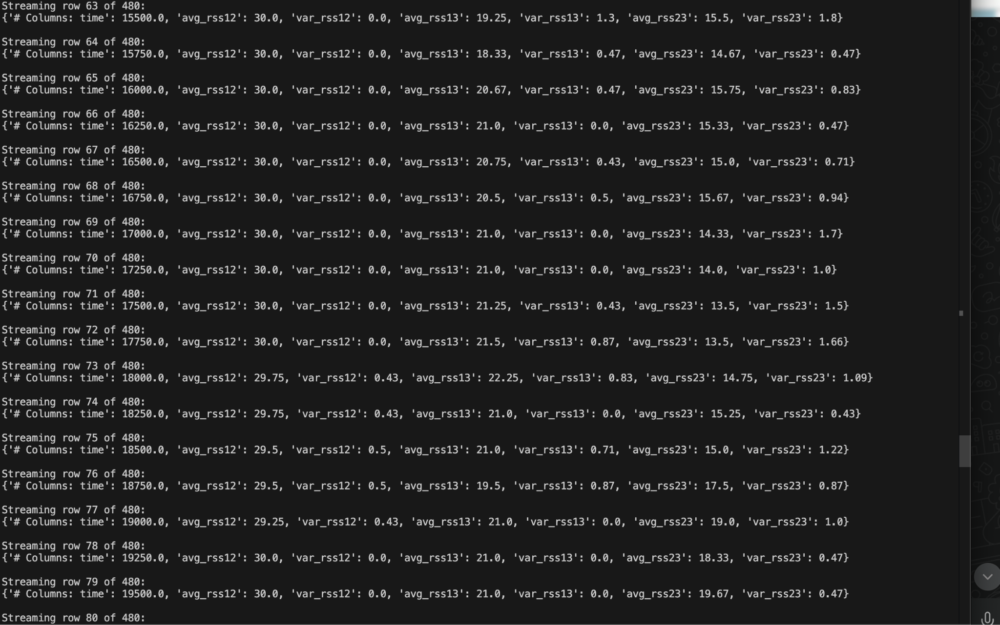 Streaming row 63 of 480:
{'# Columns: time': 15500.0, 'avg_rss12': 30.0, 'var_rss12': 0.0, 'avg_rss13': 19.25, 'var_rss13': 1.3, 'avg_rss23': 15.5, 'var_rss23': 1.8}
Streaming row 64 of 480:
{'# Columns: time': 15750.0, 'avg_rss12': 30.0, 'var_rss12': 0.0, 'avg_rss13': 18.33, 'var_rss13': 0.47, 'avg_rss23': 14.67, 'var_rss23': 0.47}
Streaming row 65 of 480:
{'# Columns: time': 16000.0, 'avg_rss12': 30.0, 'var_rss12': 0.0, 'avg_rss13': 20.67, 'var_rss13': 0.47, 'avg_rss23': 15.75, 'var_rss23': 0.83}
Streaming row 66 of 480:
{'# Columns: time': 16250.0, 'avg_rss12': 30.0, 'var_rss12': 0.0, 'avg_rss13': 21.0, 'var_rss13': 0.0, 'avg_rss23': 15.33, 'var_rss23': 0.47}
Streaming row 67 of 480:
{'# Columns: time': 16500.0, 'avg_rss12': 30.0, 'var_rss12': 0.0, 'avg_rss13': 20.75, 'var_rss13': 0.43, 'avg_rss23': 15.0, 'var_rss23': 0.71}
Streaming row 68 of 480:
{'# Columns: time': 16750.0, 'avg_rss12': 30.0, 'var_rss12': 0.0, 'avg_rss13': 20.5, 'var_rss13': 0.5, 'avg_rss23': 15.67, 'var_rss23': 0.94}
Streaming row 69 of 480:
{'# Columns: time': 17000.0, 'avg_rss12': 30.0, 'var_rss12': 0.0, 'avg_rss13': 21.0, 'var_rss13': 0.0, 'avg_rss23': 14.33, 'var_rss23': 1.7}
Streaming row 70 of 480:
{'# Columns: time': 17250.0, 'avg_rss12': 30.0, 'var_rss12': 0.0, 'avg_rss13': 21.0, 'var_rss13': 0.0, 'avg_rss23': 14.0, 'var_rss23': 1.0}
Streaming row 71 of 480:
{'# Columns: time': 17500.0, 'avg_rss12': 30.0, 'var_rss12': 0.0, 'avg_rss13': 21.25, 'var_rss13': 0.43, 'avg_rss23': 13.5, 'var_rss23': 1.5}
Streaming row 72 of 480:
{'# Columns: time': 17750.0, 'avg_rss12': 30.0, 'var_rss12': 0.0, 'avg_rss13': 21.5, 'var_rss13': 0.87, 'avg_rss23': 13.5, 'var_rss23': 1.66}
Streaming row 73 of 480:
{'# Columns: time': 18000.0, 'avg_rss12': 29.75, 'var_rss12': 0.43, 'avg_rss13': 22.25, 'var_rss13': 0.83, 'avg_rss23': 14.75, 'var_rss23': 1.09}
Streaming row 74 of 480:
{'# Columns: time': 18250.0, 'avg_rss12': 29.75, 'var_rss12': 0.43, 'avg_rss13': 21.0, 'var_rss13': 0.0, 'avg_rss23': 15.25, 'var_rss23': 0.43}
Streaming row 75 of 480:
{'# Columns: time': 18500.0, 'avg_rss12': 29.5, 'var_rss12': 0.5, 'avg_rss13': 21.0, 'var_rss13': 0.71, 'avg_rss23': 15.0, 'var_rss23': 1.22}
Streaming row 76 of 480:
{'# Columns: time': 18750.0, 'avg_rss12': 29.5, 'var_rss12': 0.5, 'avg_rss13': 19.5, 'var_rss13': 0.87, 'avg_rss23': 17.5, 'var_rss23': 0.87}
Streaming row 77 of 480:
{'# Columns: time': 19000.0, 'avg_rss12': 29.25, 'var_rss12': 0.43, 'avg_rss13': 21.0, 'var_rss13': 0.0, 'avg_rss23': 19.0, 'var_rss23': 1.0}
Streaming row 78 of 480:
{'# Columns: time': 19250.0, 'avg_rss12': 30.0, 'var_rss12': 0.0, 'avg_rss13': 21.0, 'var_rss13': 0.0, 'avg_rss23': 18.33, 'var_rss23': 0.47}
Streaming row 79 of 480:
{'# Columns: time': 19500.0, 'avg_rss12': 30.0, 'var_rss12': 0.0, 'avg_rss13': 21.0, 'var_rss13': 0.0, 'avg_rss23': 19.67, 'var_rss23': 0.47}
Streaming row 80 of 480: